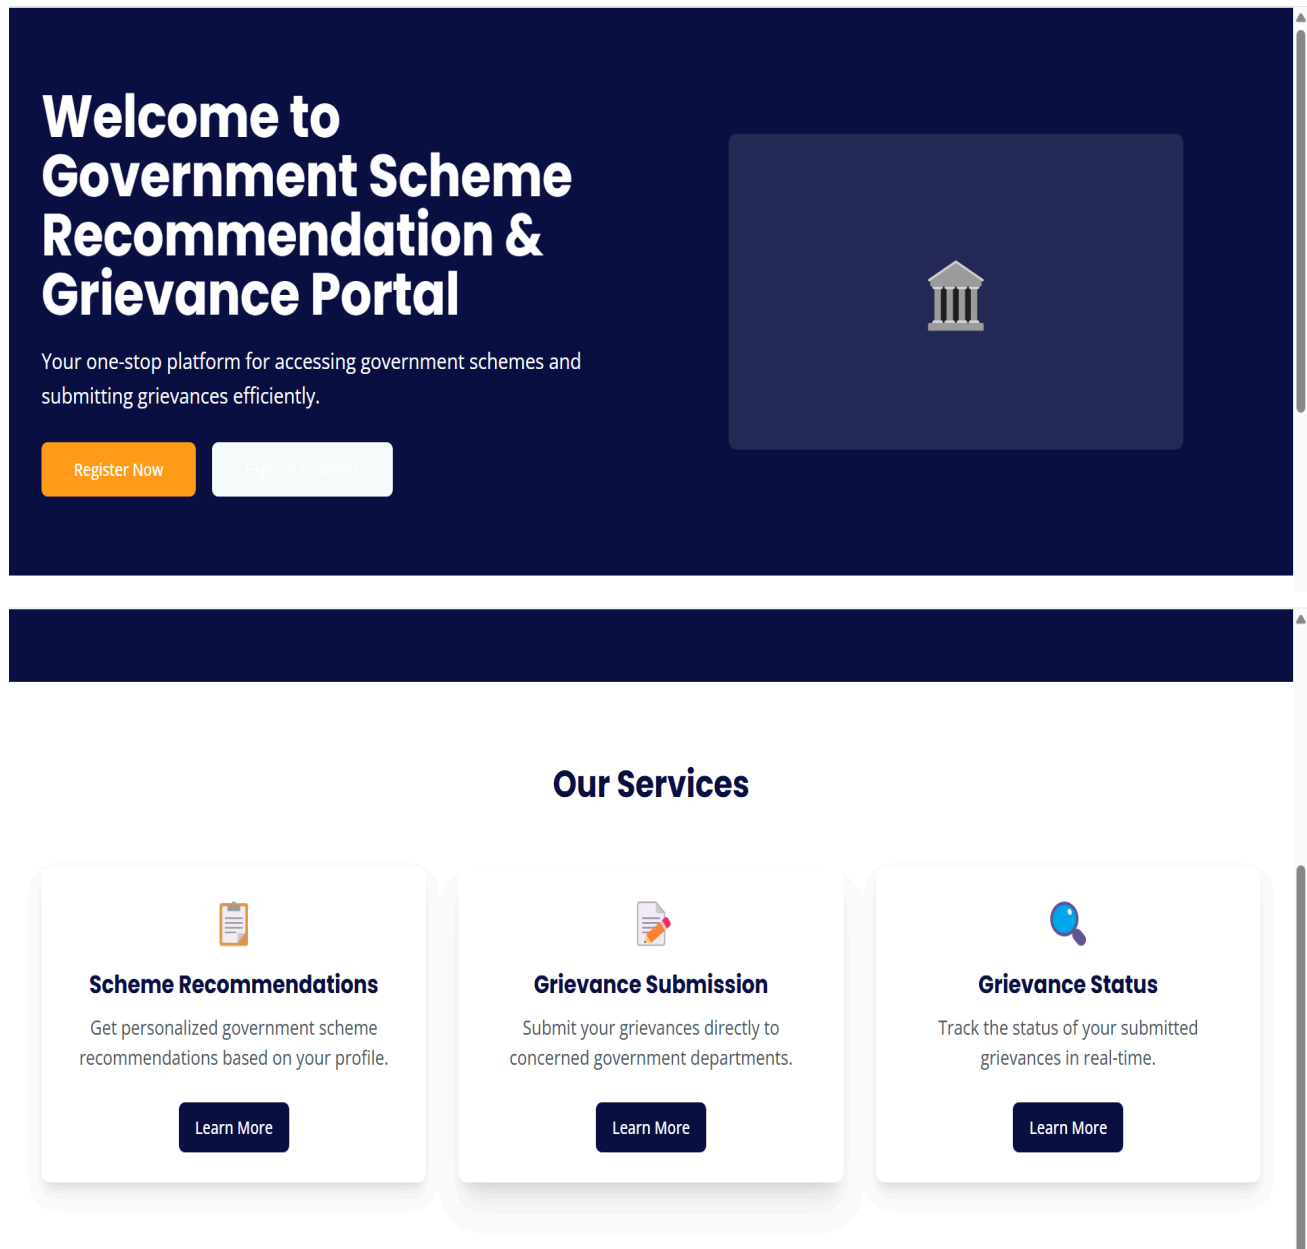 Welcome to
Government Scheme
Recommendation &
Grievance Portal
Your one-stop platform for accessing government schemes and
submitting grievances efficiently.
Register Now
Explore Schemes
Our Services
Scheme Recommendations
Get personalized government scheme
recommendations based on your profile.
Learn More
Grievance Submission
Submit your grievances directly to
concerned government departments.
Learn More
Grievance Status
Track the status of your submitted
grievances in real-time.
Learn More